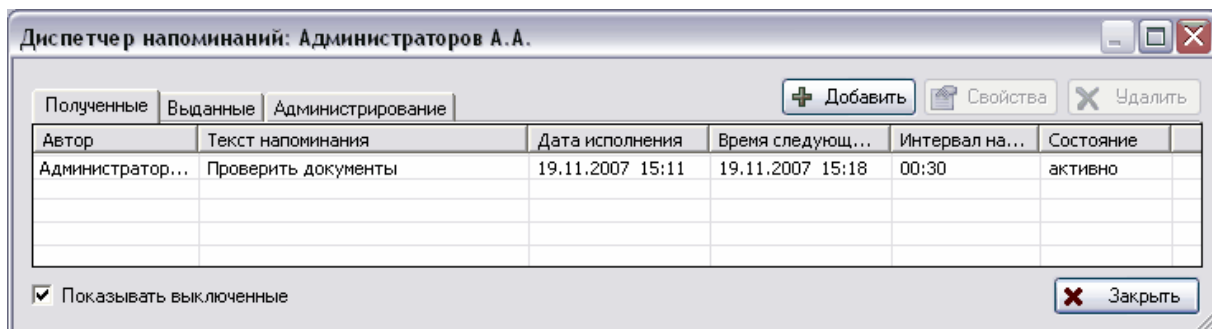 Диспетчер напоминаний: Администраторов А.А.
Полученные Выданные Администрирование Добавить Свойства Удалить
Автор Текст напоминания Дата исполнения Время следующ... Интервал на... Состояние
Администратор... Проверить документы 19.11.2007 15:11 19.11.2007 15:18 00:30 активно
Показывать выключенные Закрыть